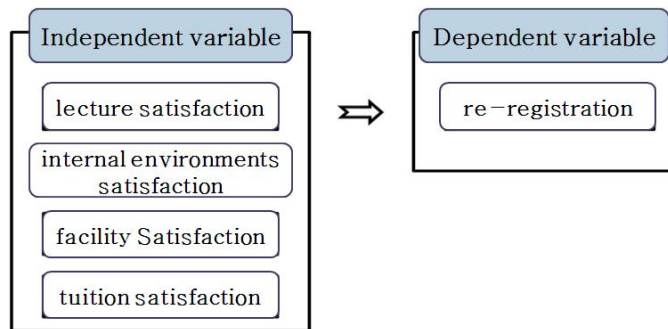 Independent variable
lecture satisfaction
internal environments
satisfaction
facility Satisfaction
tuition satisfaction
Dependent variable
re-registration